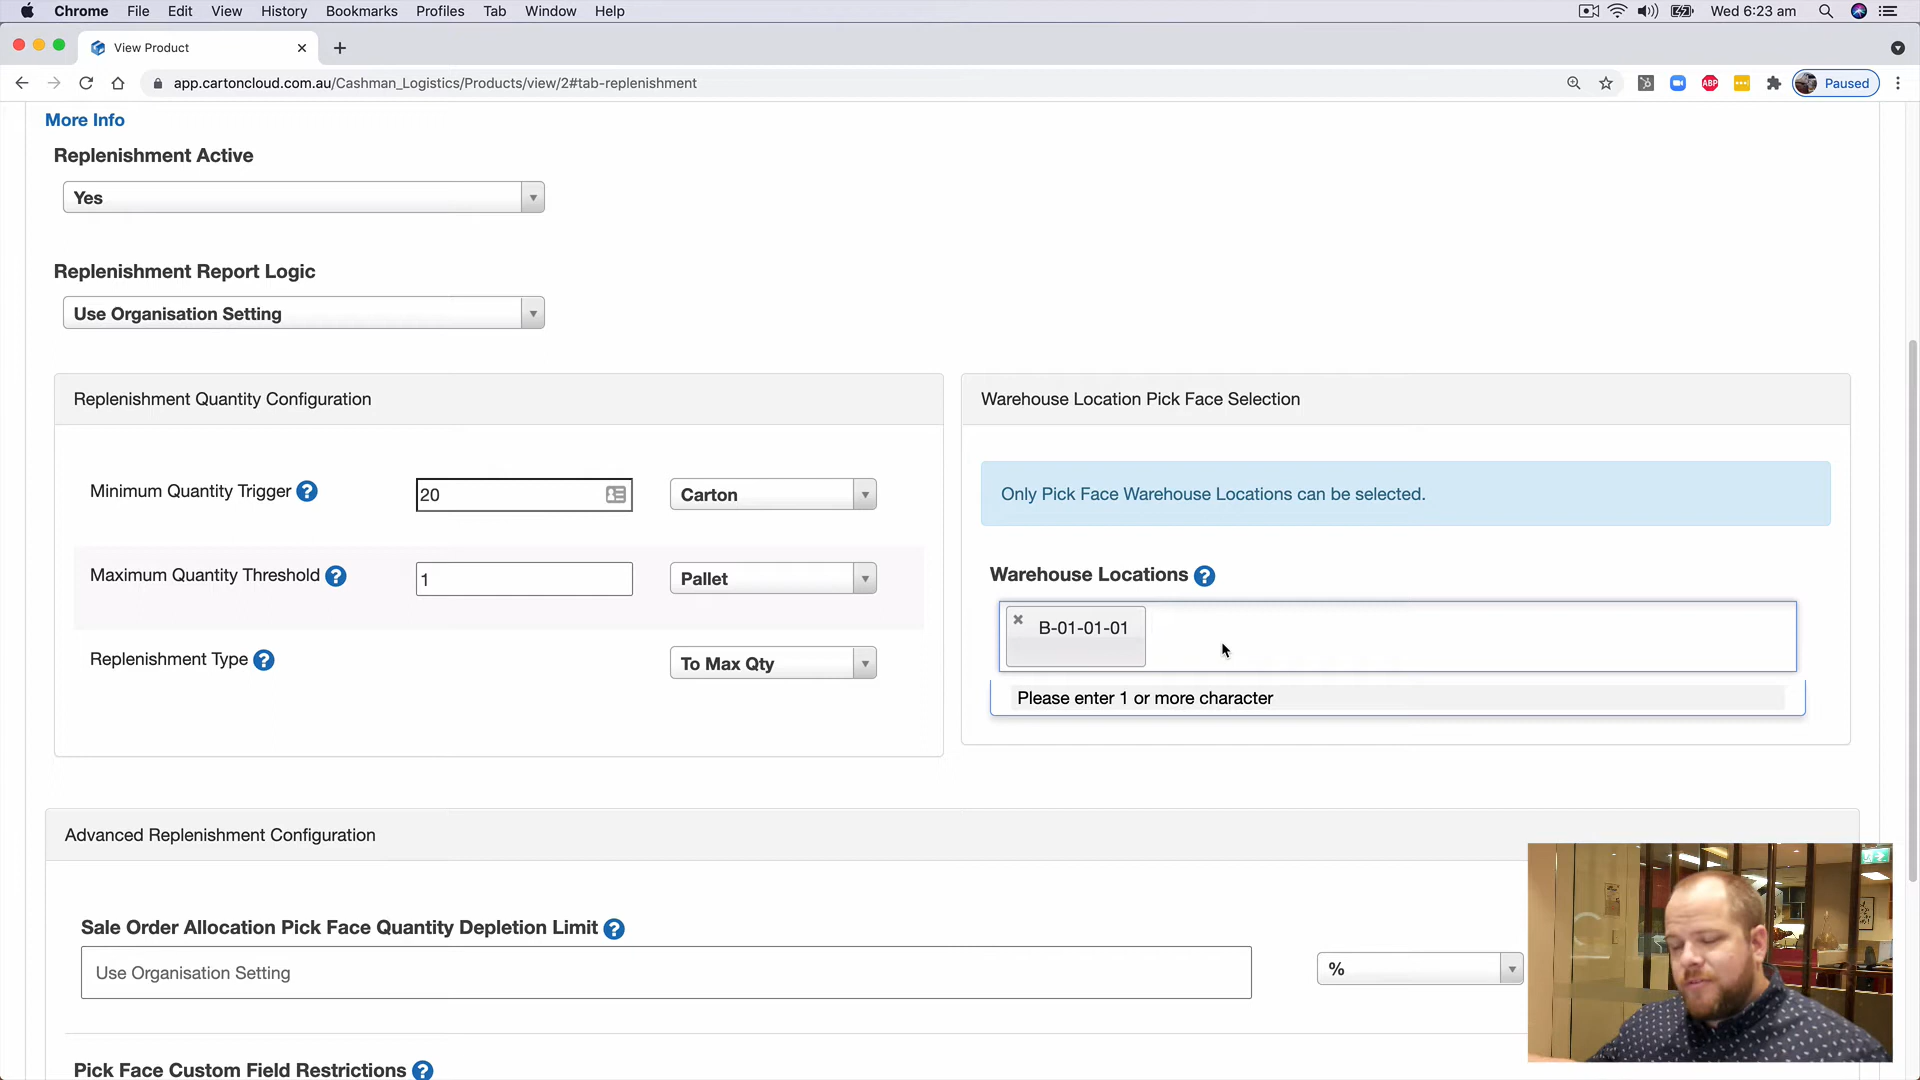 Chrome File Edit View History Bookmarks Profiles Tab Window Help Wed 6:23 am
View Product
app.cartoncloud.com.au/Cashman_Logistics/Products/view/2#tab-replenishment ABP Paused
More Info
Replenishment Active
Yes
Replenishment Report Logic
Use Organisation Setting
Replenishment Quantity Configuration
Minimum Quantity Trigger ? 20 Carton
Maximum Quantity Threshold ? 1 Pallet
Replenishment Type ? To Max Qty
Warehouse Location Pick Face Selection
Only Pick Face Warehouse Locations can be selected.
Warehouse Locations ?
B-01-01-01
Please enter 1 or more character
Advanced Replenishment Configuration
Sale Order Allocation Pick Face Quantity Depletion Limit ?
Use Organisation Setting %
Pick Face Custom Field Restrictions ?